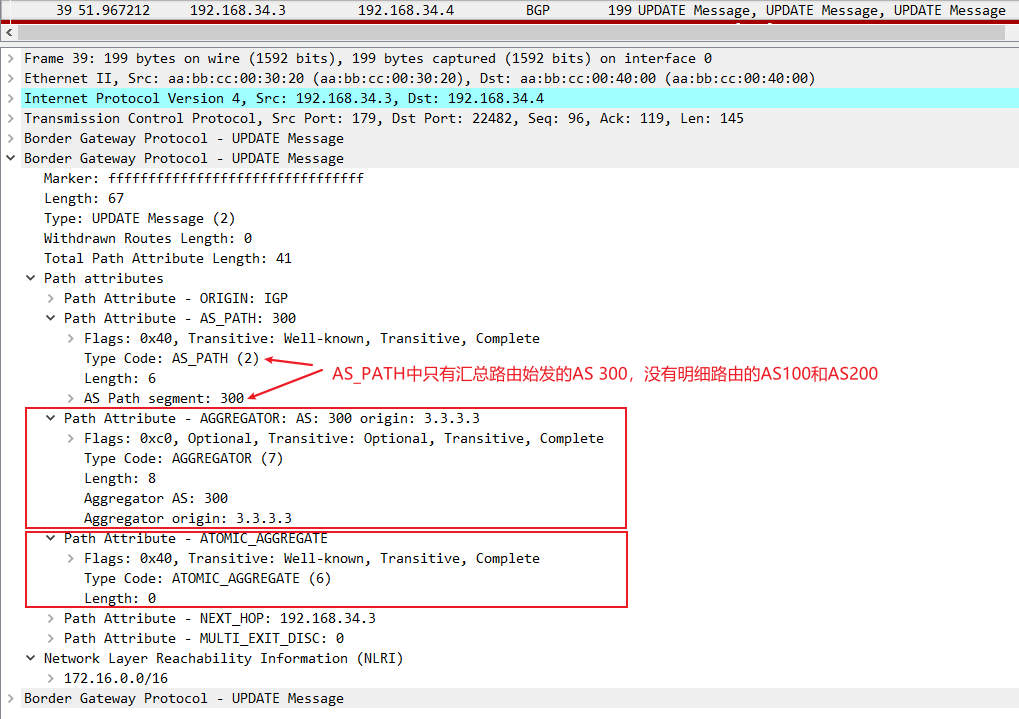 39 51.967212 192.168.34.3 192.168.34.4 BGP 199 UPDATE Message, UPDATE Message, UPDATE Message
Frame 39: 199 bytes on wire (1592 bits), 199 bytes captured (1592 bits) on interface 0
Ethernet II, Src: aa:bb:cc:00:30:20 (aa:bb:cc:00:30:20), Dst: aa:bb:cc:00:40:00 (aa:bb:cc:00:40:00)
Internet Protocol Version 4, Src: 192.168.34.3, Dst: 192.168.34.4
Transmission Control Protocol, Src Port: 179, Dst Port: 22482, Seq: 96, Ack: 119, Len: 145
Border Gateway Protocol - UPDATE Message
Border Gateway Protocol - UPDATE Message
Marker: ffffffffffffffffffffffffffffffff
Length: 67
Type: UPDATE Message (2)
Withdrawn Routes Length: 0
Total Path Attribute Length: 41
Path attributes
Path Attribute - ORIGIN: IGP
Path Attribute - AS_PATH: 300
Flags: 0x40, Transitive: Well-known, Transitive, Complete
Type Code: AS_PATH (2)
AS_PATH中只有汇总路由始发的AS 300，没有明细路由的AS100和AS200
Length: 6
AS Path segment: 300
Path Attribute - AGGREGATOR: AS: 300 origin: 3.3.3.3
Flags: 0xc0, Optional, Transitive: Optional, Transitive, Complete
Type Code: AGGREGATOR (7)
Length: 8
Aggregator AS: 300
Aggregator origin: 3.3.3.3
Path Attribute - ATOMIC_AGGREGATE
Flags: 0x40, Transitive: Well-known, Transitive, Complete
Type Code: ATOMIC_AGGREGATE (6)
Length: 0
Path Attribute - NEXT_HOP: 192.168.34.3
Path Attribute - MULTI_EXIT_DISC: 0
Network Layer Reachability Information (NLRI)
172.16.0.0/16
Border Gateway Protocol - UPDATE Message